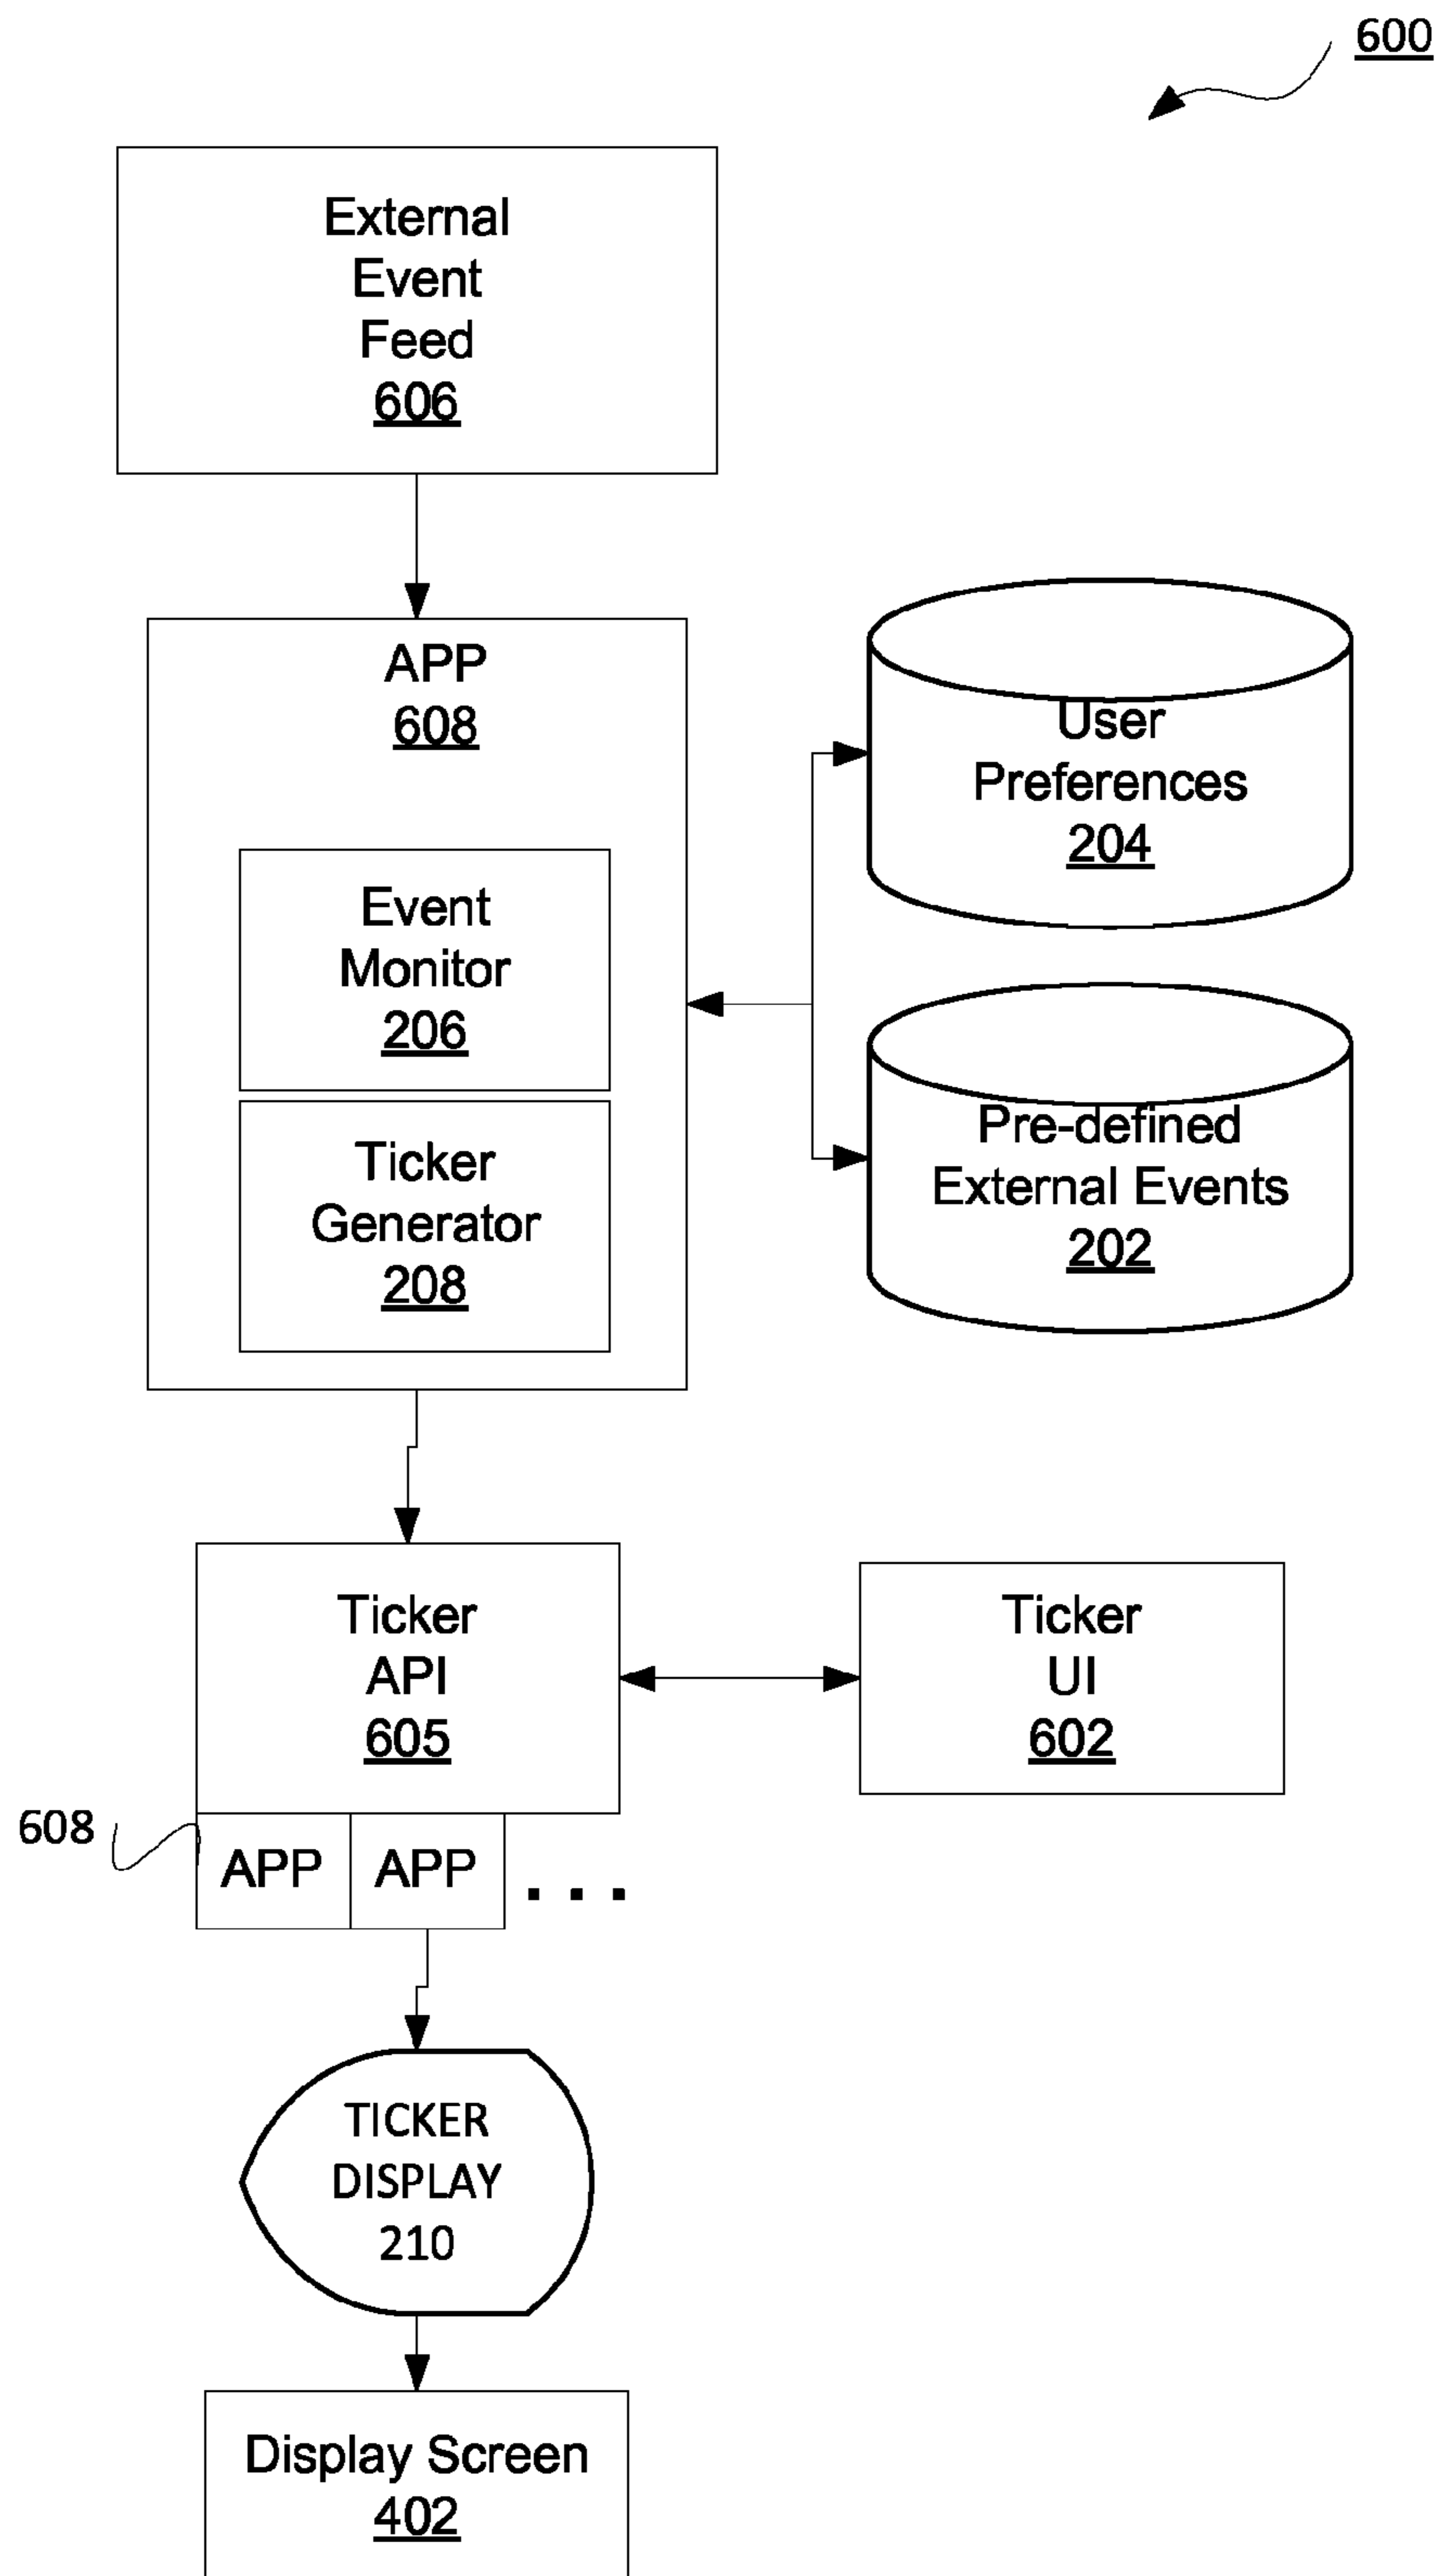 600
External
Event
Feed
606
APP
608
User
Preferences
204
Event
Monitor
206
Pre-defined
External Events
202
Ticker
Generator
208
Ticker
API
605
Ticker
UI
602
608
APP APP ...
TICKER
DISPLAY
210
Display Screen
402